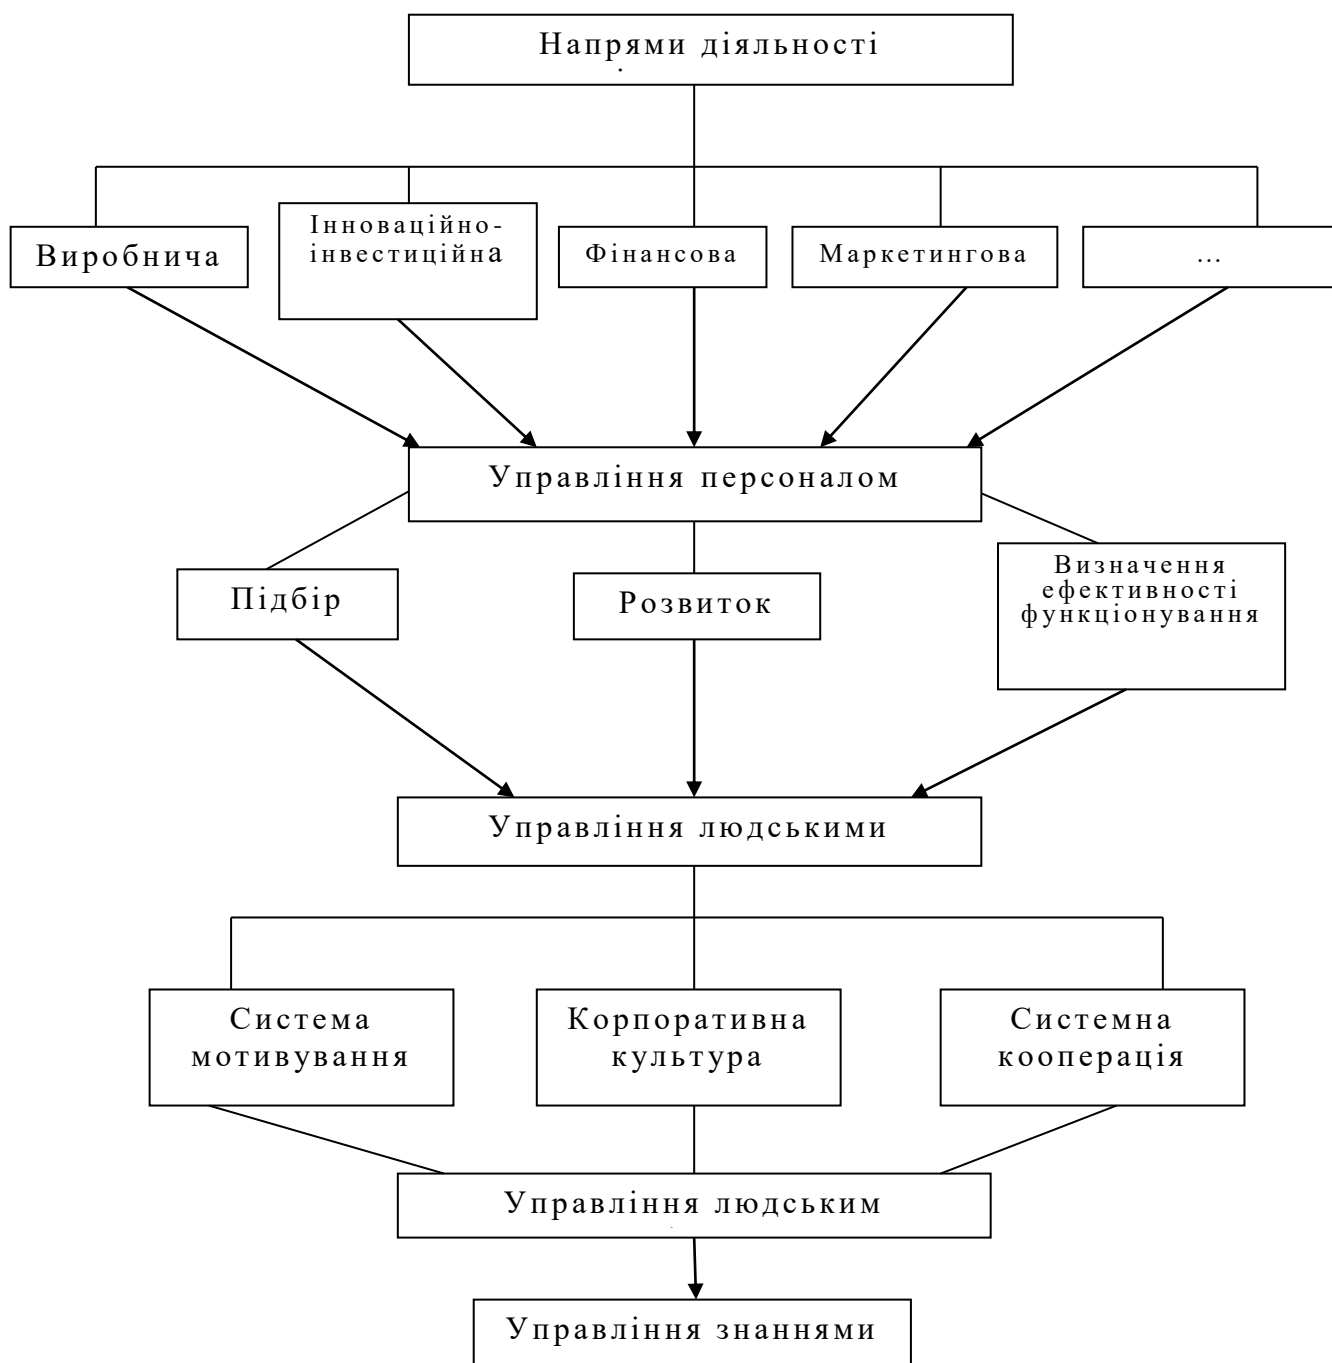 Напрями діяльності
Виробнича
Інноваційно-
інвестиційна
Фінансова
Маркетингова
...
Управління персоналом
Підбір
Розвиток
Визначення
ефективності
функціонування
Управління людськими
Система
мотивування
Корпоративна
культура
Системна
кооперація
Управління людським
Управління знаннями